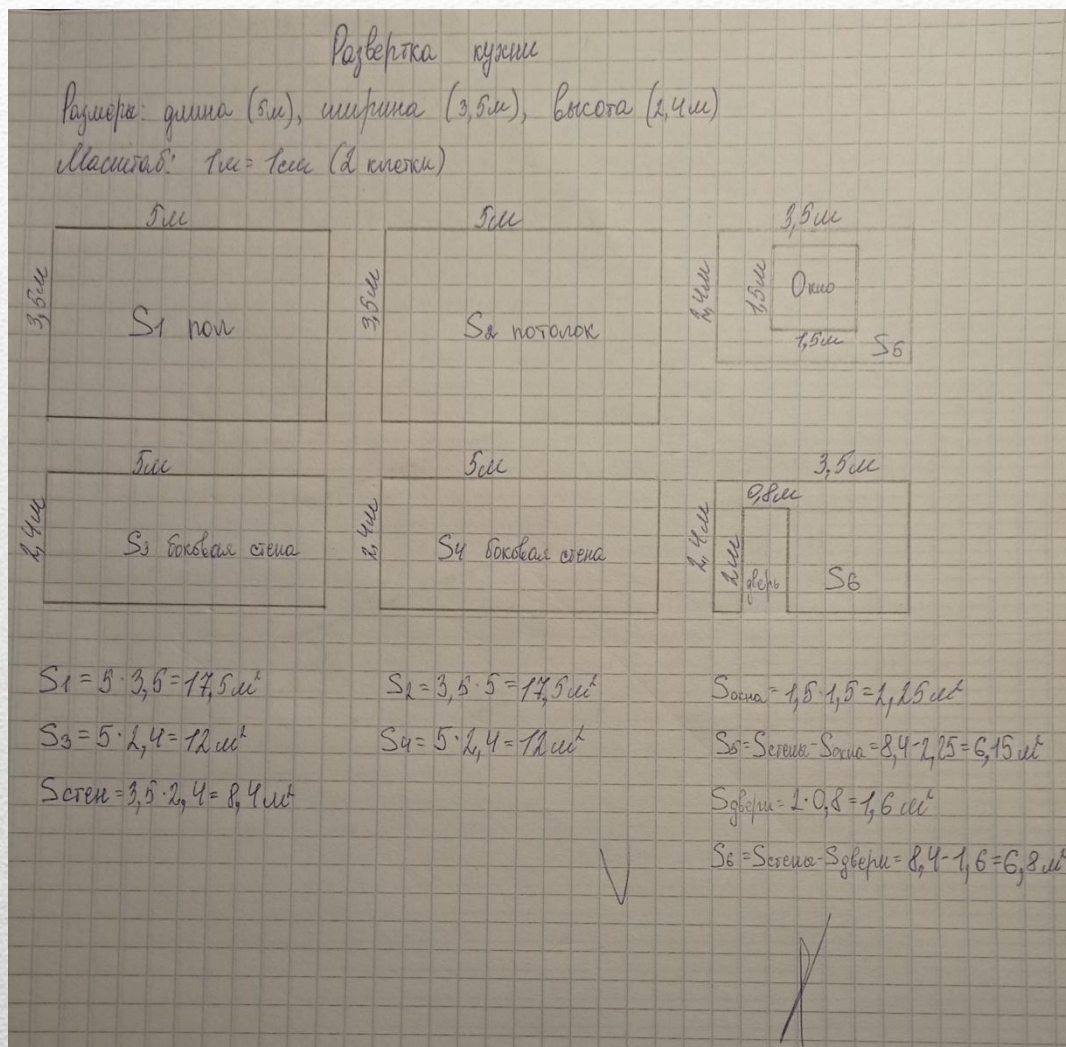 Развертка кухни
Размеры: длина (5м), ширина (3,5м), высота (2,4м)
Масштаб: 1м = 1см (2 клетки)
5м
3,5м
S1 пол
5м
3,5м
S2 потолок
3,5м
2,4м
1,5м
Окно
1,5м
S6
5м
2,4м
S3 боковая стена
5м
2,4м
S4 боковая стена
3,5м
0,8м
2,4м
2м
дверь
S6
S1 = 5·3,5 = 17,5м²
S3 = 5·2,4 = 12м²
Sстен = 3,5·2,4 = 8,4м²
S2 = 3,5·5 = 17,5м²
S4 = 5·2,4 = 12м²
Sокна = 1,5·1,5 = 2,25м²
S5 = Sстены - Sокна = 8,4 - 2,25 = 6,15м²
Sдвери = 2·0,8 = 1,6м²
S6 = Sстены - Sдвери = 8,4 - 1,6 = 6,8м²